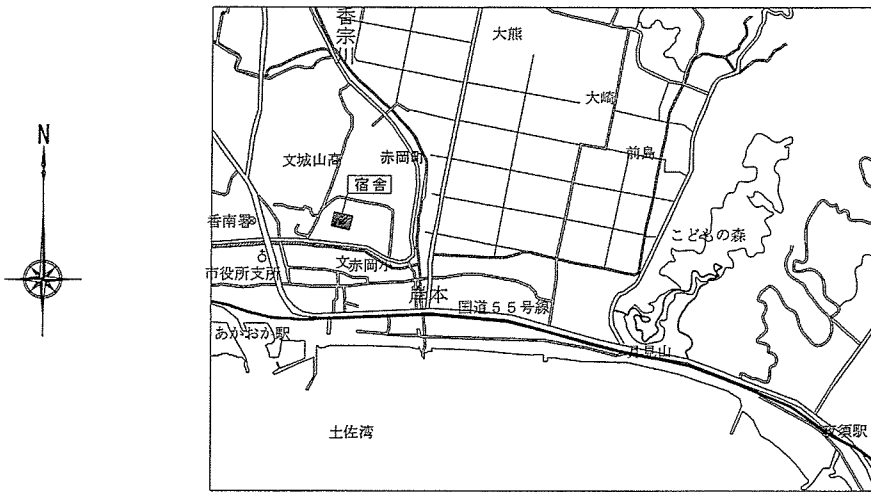 N
香宗川
大熊
大崎
前島
文城山高
赤岡町
宿舎
香南署
こどもの森
市役所支所
文赤岡小
岸本
国道55号線
あかおか駅
月見山
土佐湾
夜須駅